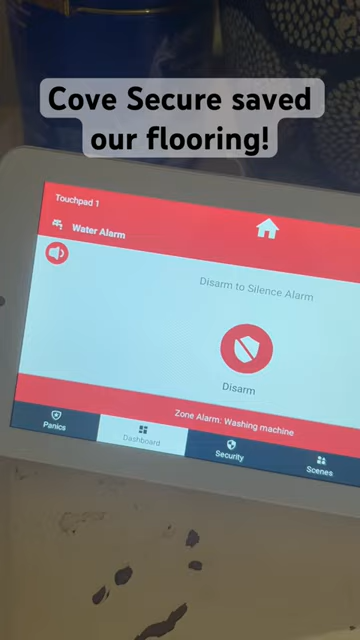 Cove Secure saved
our flooring!
Touchpad 1
Water Alarm
Disarm to Silence Alarm
Disarm
Zone Alarm: Washing machine
Panics
Dashboard
Security
Scenes